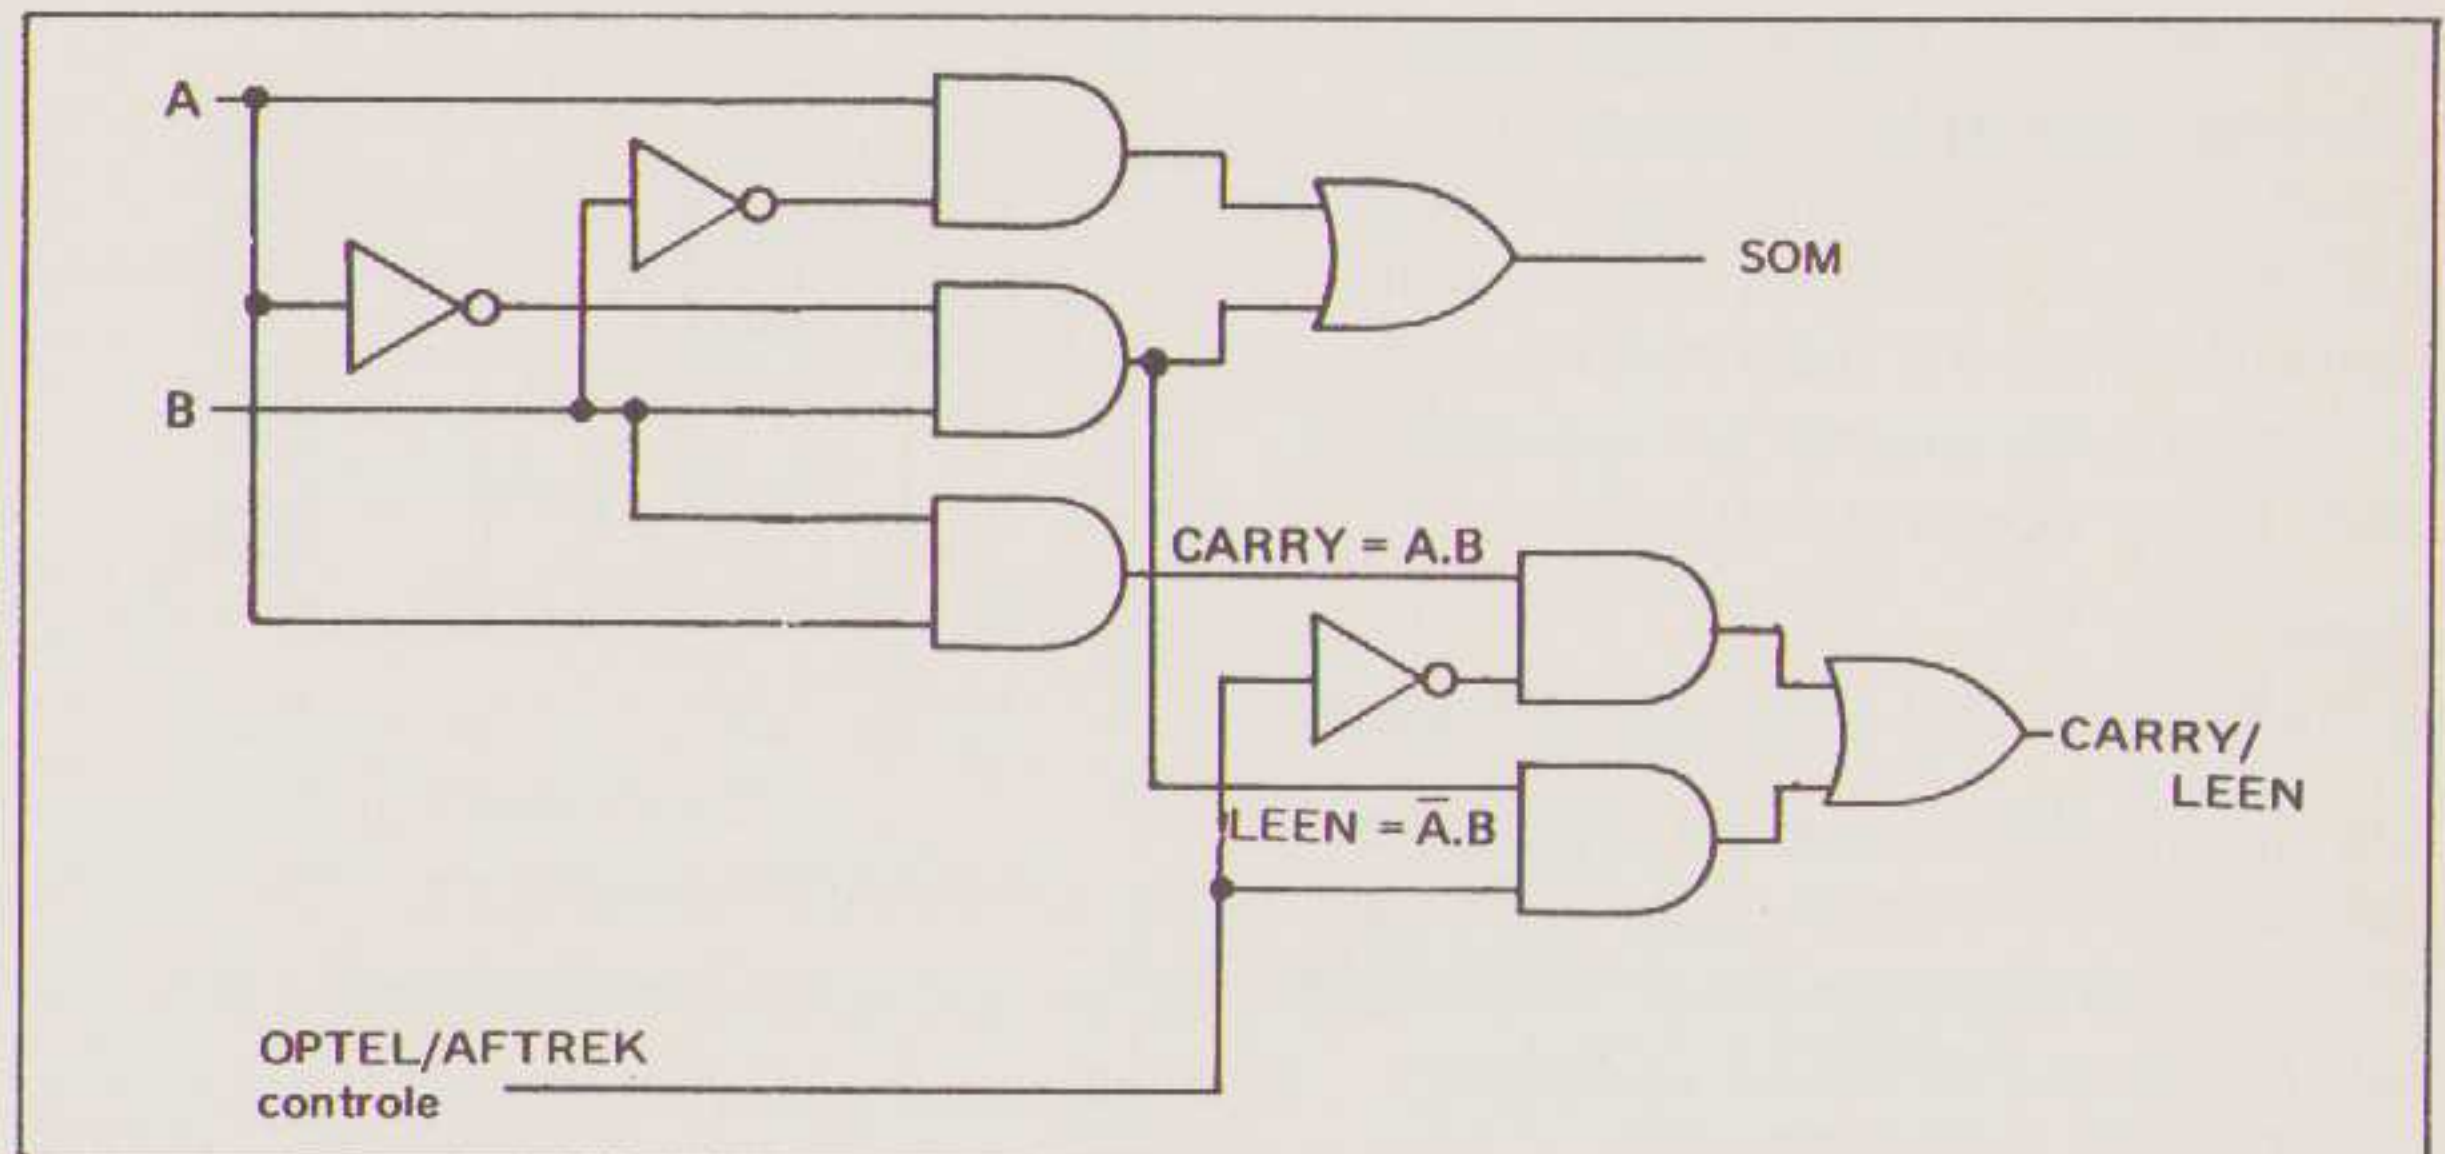 A
SOM
B
CARRY = A.B
CARRY/
LEEN
LEEN = A̅.B
OPTEL/AFTREK
controle